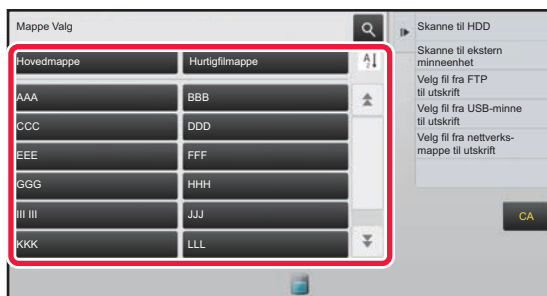 Mappe Valg
Hovedmappe
Hurtigfilmappe
AAA
BBB
CCC
DDD
EEE
FFF
GGG
HHH
III III
JJJ
KKK
LLL
Skanne til HDD
Skanne til ekstern
minneenhet
Velg fil fra FTP
til utskrift
Velg fil fra USB-minne
til utskrift
Velg fil fra nettverks-
mappe til utskrift
CA